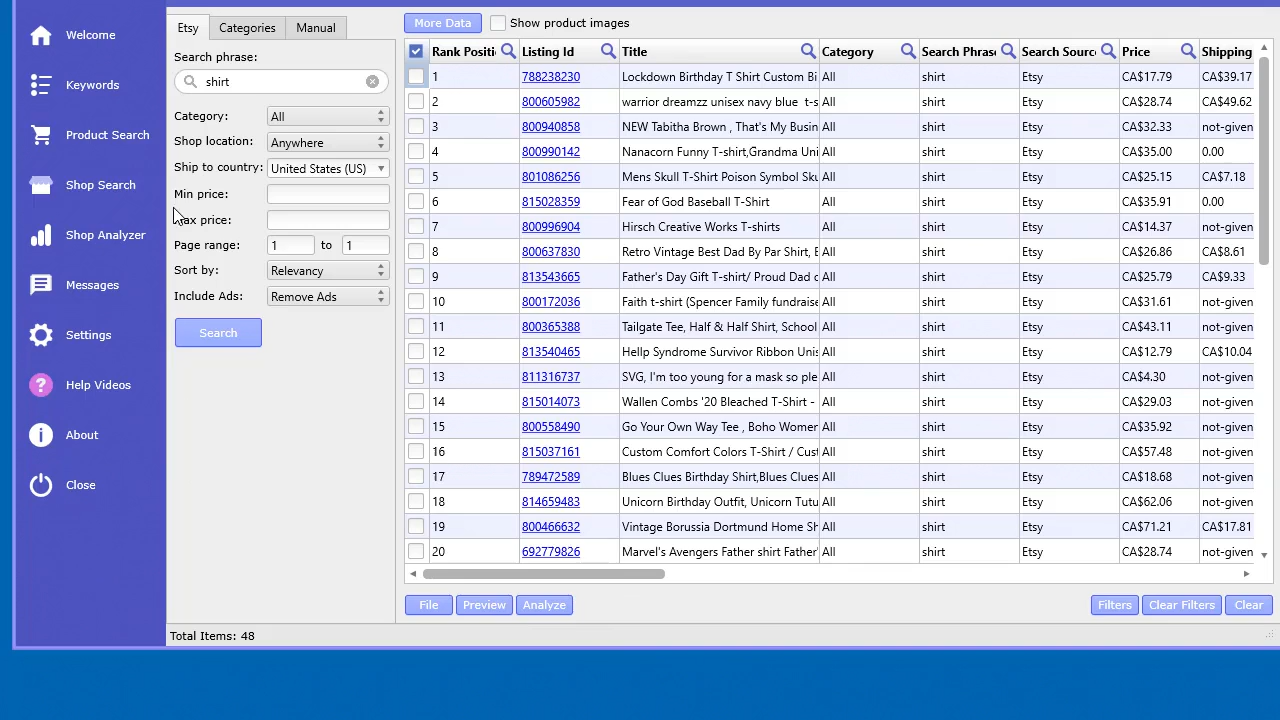 Welcome
Keywords
Product Search
Shop Search
Shop Analyzer
Messages
Settings
Help Videos
About
Close
Etsy Categories Manual
Search phrase:
shirt
Category: All
Shop location: Anywhere
Ship to country: United States (US)
Min price:
ax price:
Page range: 1 to 1
Sort by: Relevancy
Include Ads: Remove Ads
Search
More Data Show product images
Rank Positi Listing Id Title Category Search Phras Search Sourc Price Shipping
1 788238230 Lockdown Birthday T Shirt Custom Bi All shirt Etsy CA$17.79 CA$39.17
2 800605982 warrior dreamzz unisex navy blue t-s All shirt Etsy CA$28.74 CA$49.62
3 800940858 NEW Tabitha Brown , That's My Busin All shirt Etsy CA$32.33 not-given
4 800990142 Nanacorn Funny T-shirt,Grandma Uni All shirt Etsy CA$35.00 0.00
5 801086256 Mens Skull T-Shirt Poison Symbol Sku All shirt Etsy CA$25.15 CA$7.18
6 815028359 Fear of God Baseball T-Shirt All shirt Etsy CA$35.91 0.00
7 800996904 Hirsch Creative Works T-shirts All shirt Etsy CA$14.37 not-given
8 800637830 Retro Vintage Best Dad By Par Shirt, E All shirt Etsy CA$26.86 CA$8.61
9 813543665 Father's Day Gift T-shirt/ Proud Dad o All shirt Etsy CA$25.79 CA$9.33
10 800172036 Faith t-shirt (Spencer Family fundraise All shirt Etsy CA$31.61 not-given
11 800365388 Tailgate Tee, Half & Half Shirt, School All shirt Etsy CA$43.11 not-given
12 813540465 Hellp Syndrome Survivor Ribbon Unis All shirt Etsy CA$12.79 CA$10.04
13 811316737 SVG, I'm too young for a mask so ple All shirt Etsy CA$4.30 not-given
14 815014073 Wallen Combs '20 Bleached T-Shirt - All shirt Etsy CA$29.03 not-given
15 800558490 Go Your Own Way Tee , Boho Women All shirt Etsy CA$35.92 not-given
16 815037161 Custom Comfort Colors T-Shirt / Cust All shirt Etsy CA$57.48 not-given
17 789472589 Blues Clues Birthday Shirt,Blues Clues All shirt Etsy CA$18.68 not-given
18 814659483 Unicorn Birthday Outfit, Unicorn Tutu All shirt Etsy CA$62.06 not-given
19 800466632 Vintage Borussia Dortmund Home Sh All shirt Etsy CA$71.21 CA$17.81
20 692779826 Marvel's Avengers Father shirt Father' All shirt Etsy CA$28.74 not-given
File Preview Analyze Filters Clear Filters Clear
Total Items: 48